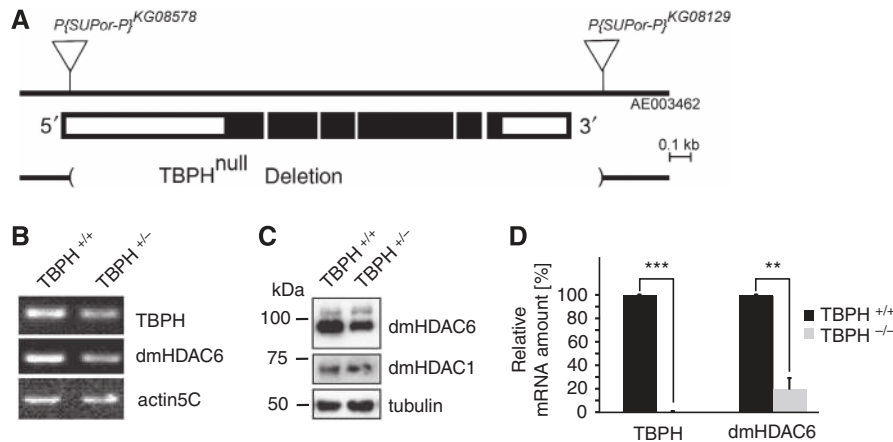 A
P{SUPor-P}KG08578
P{SUPor-P}KG08129
AE003462
5′
3′
0.1 kb
TBPHnull Deletion
B
TBPH +/+
TBPH +/−
TBPH
dmHDAC6
actin5C
C
TBPH +/+
TBPH +/−
kDa
100
dmHDAC6
75
dmHDAC1
50
tubulin
D
Relative
mRNA amount [%]
100
80
60
40
20
0
***
**
TBPH
dmHDAC6
TBPH +/+
TBPH −/−